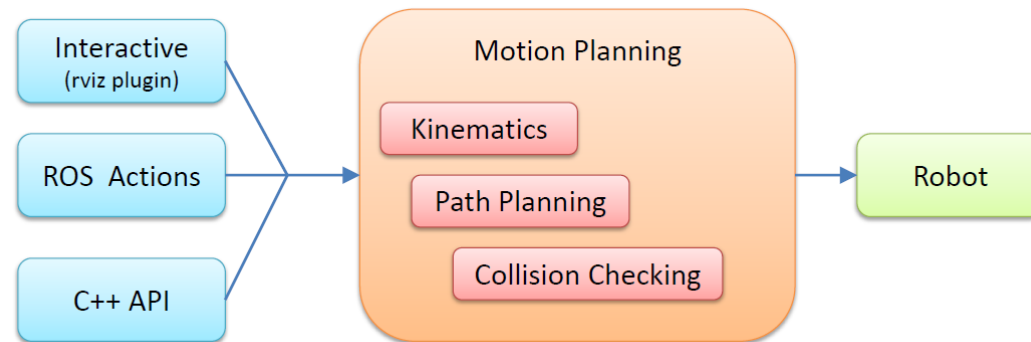 Interactive
(rviz plugin)
ROS Actions
C++ API
Motion Planning
Kinematics
Path Planning
Collision Checking
Robot